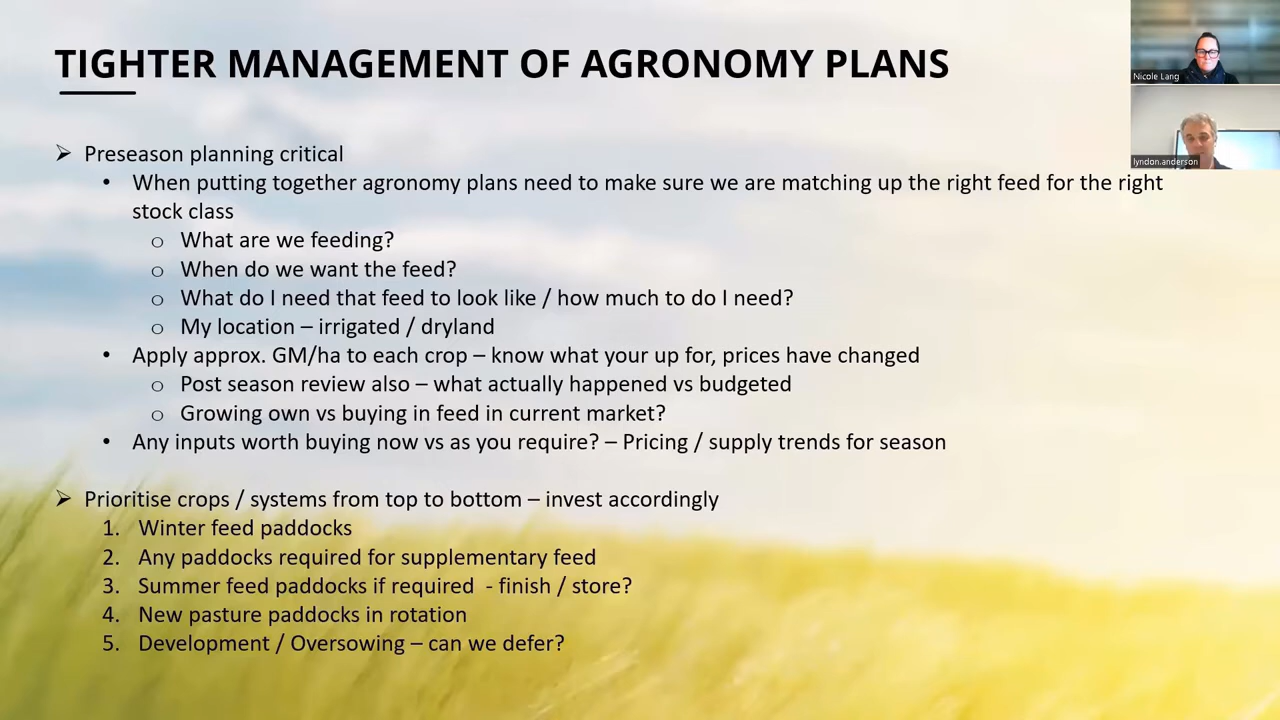 TIGHTER MANAGEMENT OF AGRONOMY PLANS
Nicole Lang
lyndon.anderson
➢ Preseason planning critical
• When putting together agronomy plans need to make sure we are matching up the right feed for the right
stock class
o What are we feeding?
o When do we want the feed?
o What do I need that feed to look like / how much to do I need?
o My location – irrigated / dryland
• Apply approx. GM/ha to each crop – know what your up for, prices have changed
o Post season review also – what actually happened vs budgeted
o Growing own vs buying in feed in current market?
• Any inputs worth buying now vs as you require? – Pricing / supply trends for season
➢ Prioritise crops / systems from top to bottom – invest accordingly
1. Winter feed paddocks
2. Any paddocks required for supplementary feed
3. Summer feed paddocks if required - finish / store?
4. New pasture paddocks in rotation
5. Development / Oversowing – can we defer?